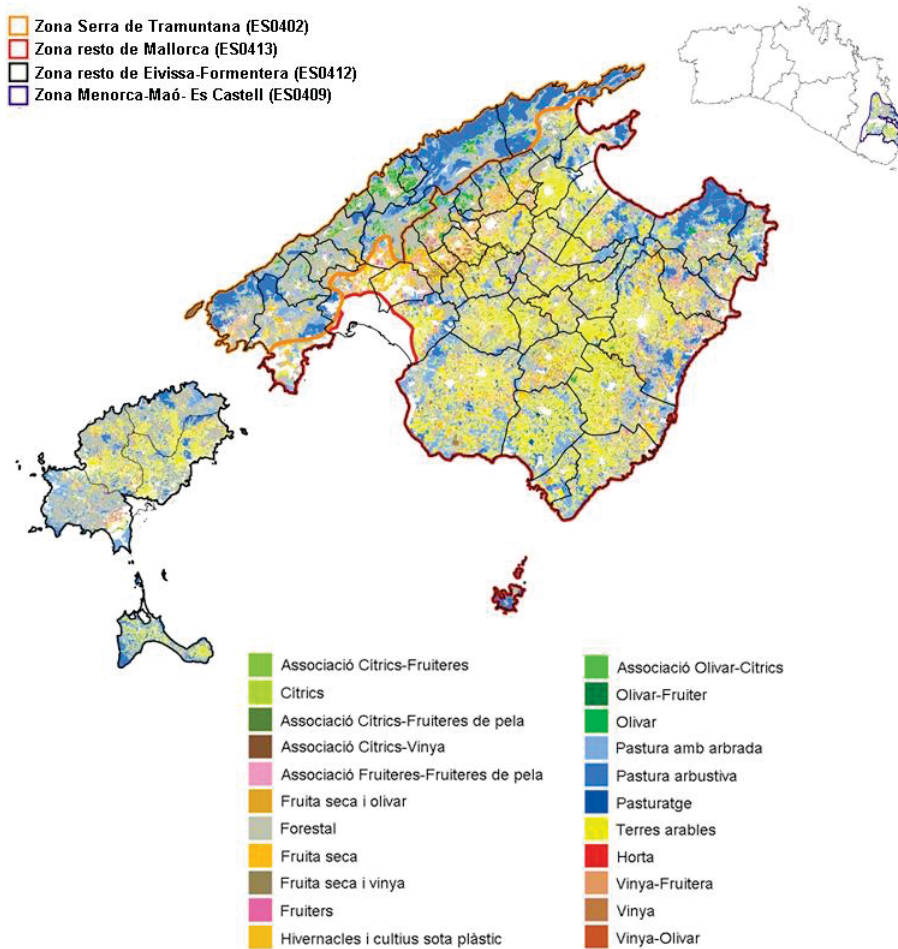 Zona Serra de Tramuntana (ES0402)
Zona resto de Mallorca (ES0413)
Zona resto de Eivissa-Formentera (ES0412)
Zona Menorca-Maó- Es Castell (ES0409)
Associació Cítrics-Fruiteres
Cítrics
Associació Cítrics-Fruiteres de pela
Associació Cítrics-Vinya
Associació Fruiteres-Fruiteres de pela
Fruita seca i olivar
Forestal
Fruita seca
Fruita seca i vinya
Fruiters
Hivernacles i cultius sota plàstic
Associació Olivar-Cítrics
Olivar-Fruiter
Olivar
Pastura amb arbrada
Pastura arbustiva
Pasturatge
Terres arables
Horta
Vinya-Fruitera
Vinya
Vinya-Olivar